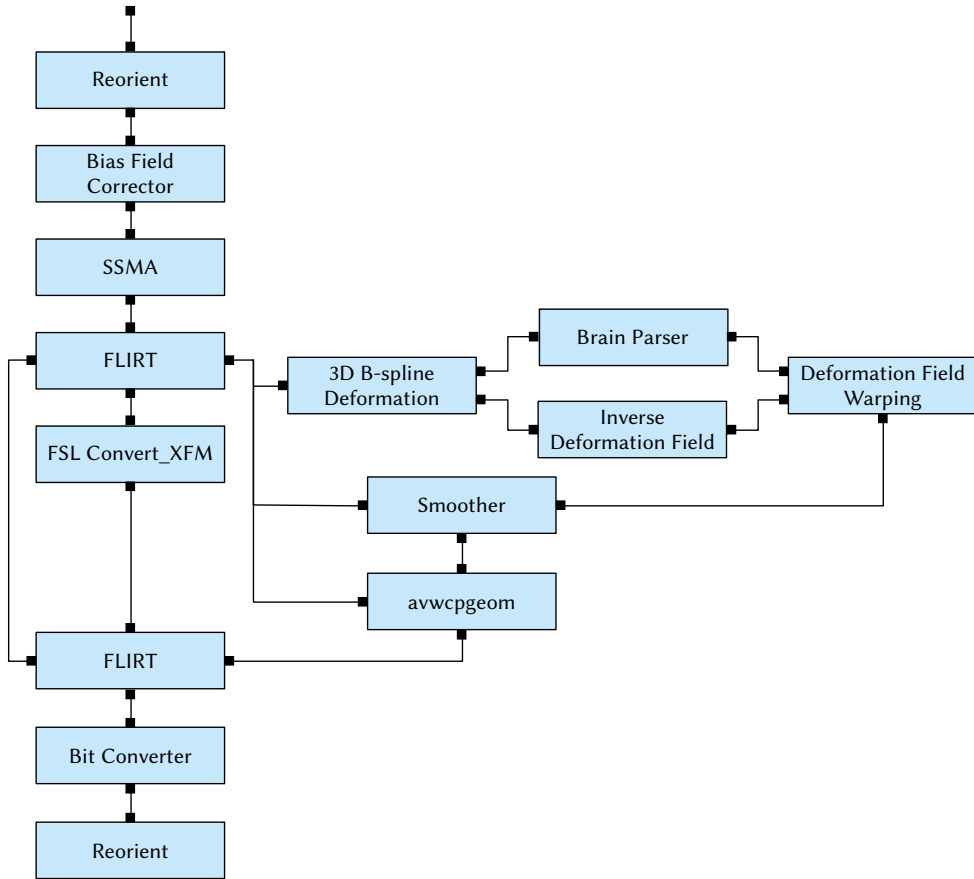 Reorient
Bias Field
Corrector
SSMA
FLIRT
3D B-spline
Deformation
Brain Parser
Inverse
Deformation Field
Deformation Field
Warping
FSL Convert_XFM
Smoother
avwcpgeom
FLIRT
Bit Converter
Reorient